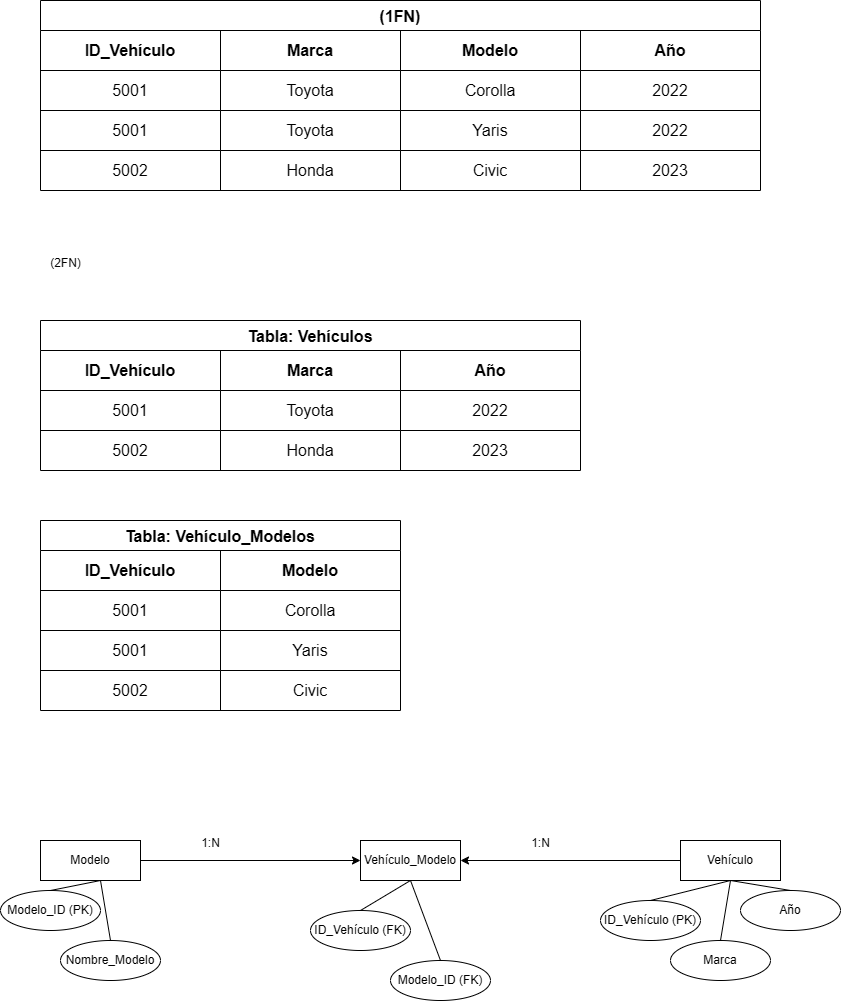 (1FN)
ID_Vehículo Marca Modelo Año
5001 Toyota Corolla 2022
5001 Toyota Yaris 2022
5002 Honda Civic 2023
(2FN)
Tabla: Vehículos
ID_Vehículo Marca Año
5001 Toyota 2022
5002 Honda 2023
Tabla: Vehículo_Modelos
ID_Vehículo Modelo
5001 Corolla
5001 Yaris
5002 Civic
1:N 1:N
Modelo Vehículo_Modelo Vehículo
Modelo_ID (PK) ID_Vehículo (FK) ID_Vehículo (PK) Año
Nombre_Modelo Modelo_ID (FK) Marca